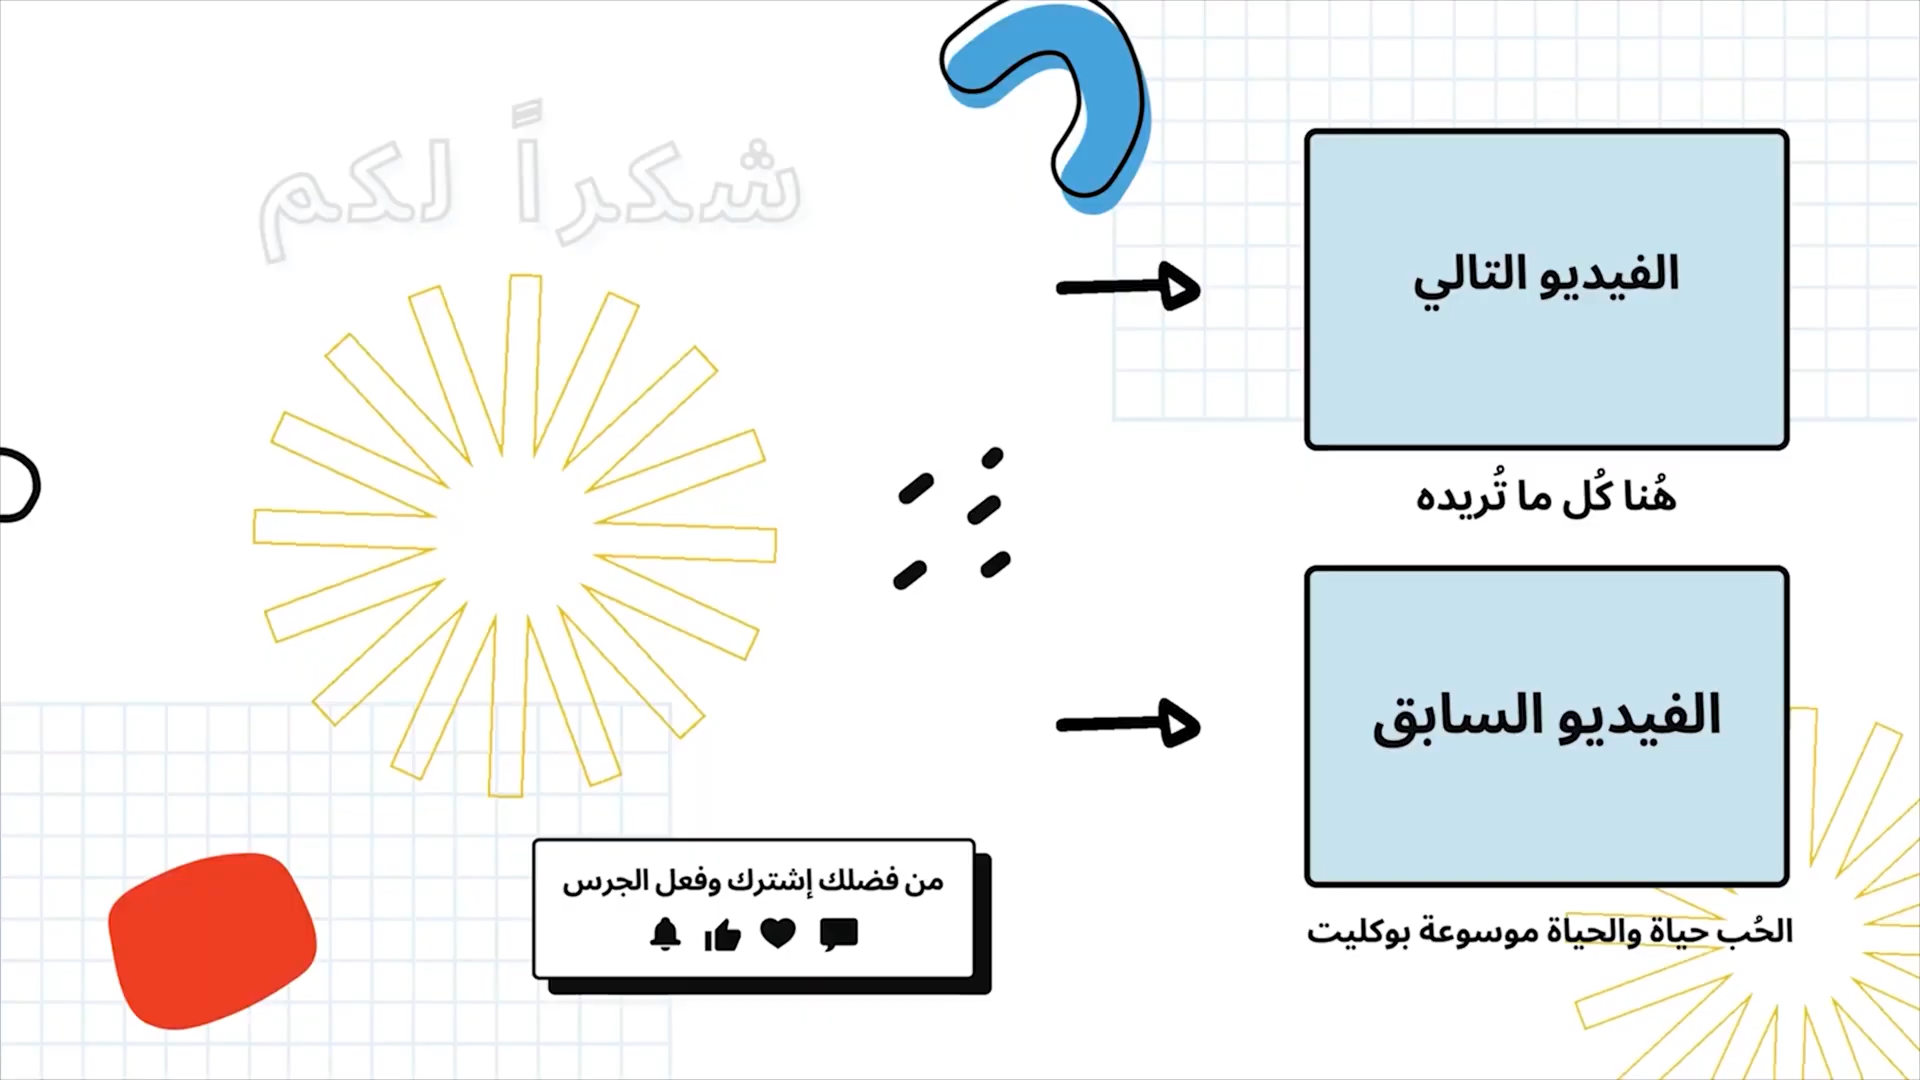 شكراً لكم
الفيديو التالي
هُنا كُل ما تُريده
الفيديو السابق
الحُب حياة والحياة موسوعة بوكليت
من فضلك إشترك وفعل الجرس